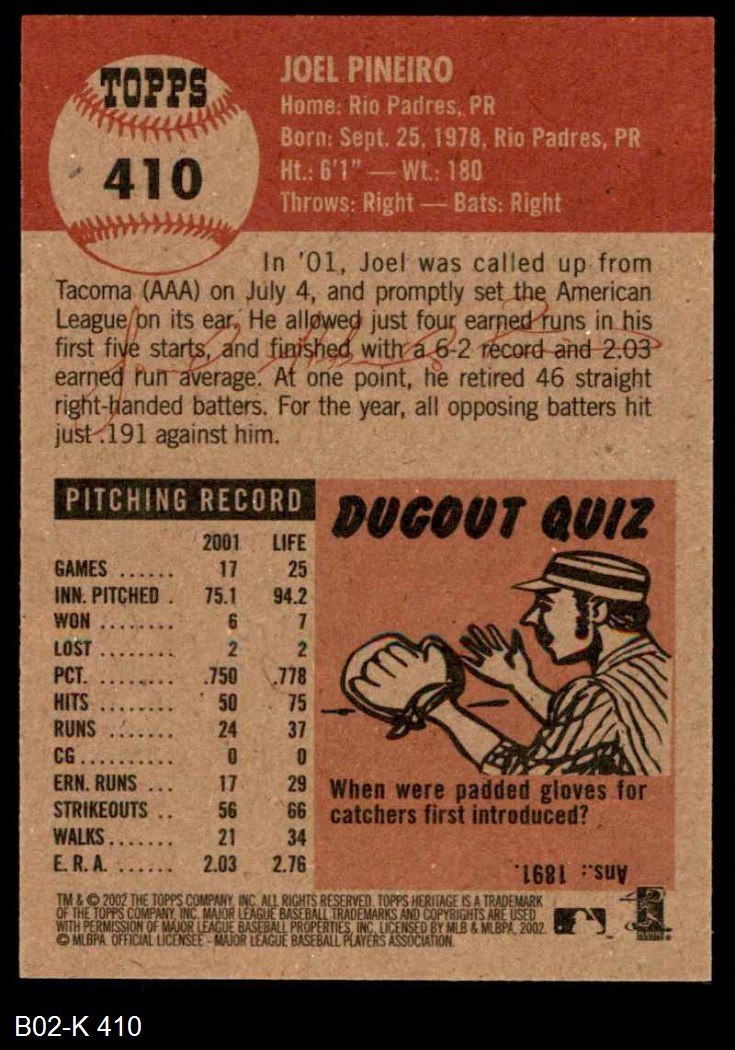 TOPPS
410
JOEL PINEIRO
Home: Rio Padres, PR
Born: Sept. 25, 1978, Rio Padres, PR
Ht.: 6'1" — Wt.: 180
Throws: Right — Bats: Right
In '01, Joel was called up from
Tacoma (AAA) on July 4, and promptly set the American
League on its ear. He allowed just four earned runs in his
first five starts, and finished with a 6-2 record and 2.03
earned run average. At one point, he retired 46 straight
right-handed batters. For the year, all opposing batters hit
just .191 against him.
PITCHING RECORD
2001 LIFE
GAMES ...... 17 25
INN. PITCHED . 75.1 94.2
WON ........ 6 7
LOST ........ 2 2
PCT. ........ .750 .778
HITS ........ 50 75
RUNS ....... 24 37
CG .......... 0 0
ERN. RUNS ... 17 29
STRIKEOUTS .. 56 66
WALKS....... 21 34
E. R. A. ...... 2.03 2.76
DUGOUT QUIZ
When were padded gloves for
catchers first introduced?
Ans.: 1891.
TM & © 2002 THE TOPPS COMPANY, INC. ALL RIGHTS RESERVED. TOPPS HERITAGE IS A TRADEMARK
OF THE TOPPS COMPANY, INC. MAJOR LEAGUE BASEBALL TRADEMARKS AND COPYRIGHTS ARE USED
WITH PERMISSION OF MAJOR LEAGUE BASEBALL PROPERTIES, INC. LICENSED BY MLB & MLBPA, 2002.
© MLBPA. OFFICIAL LICENSEE - MAJOR LEAGUE BASEBALL PLAYERS ASSOCIATION.
B02-K 410